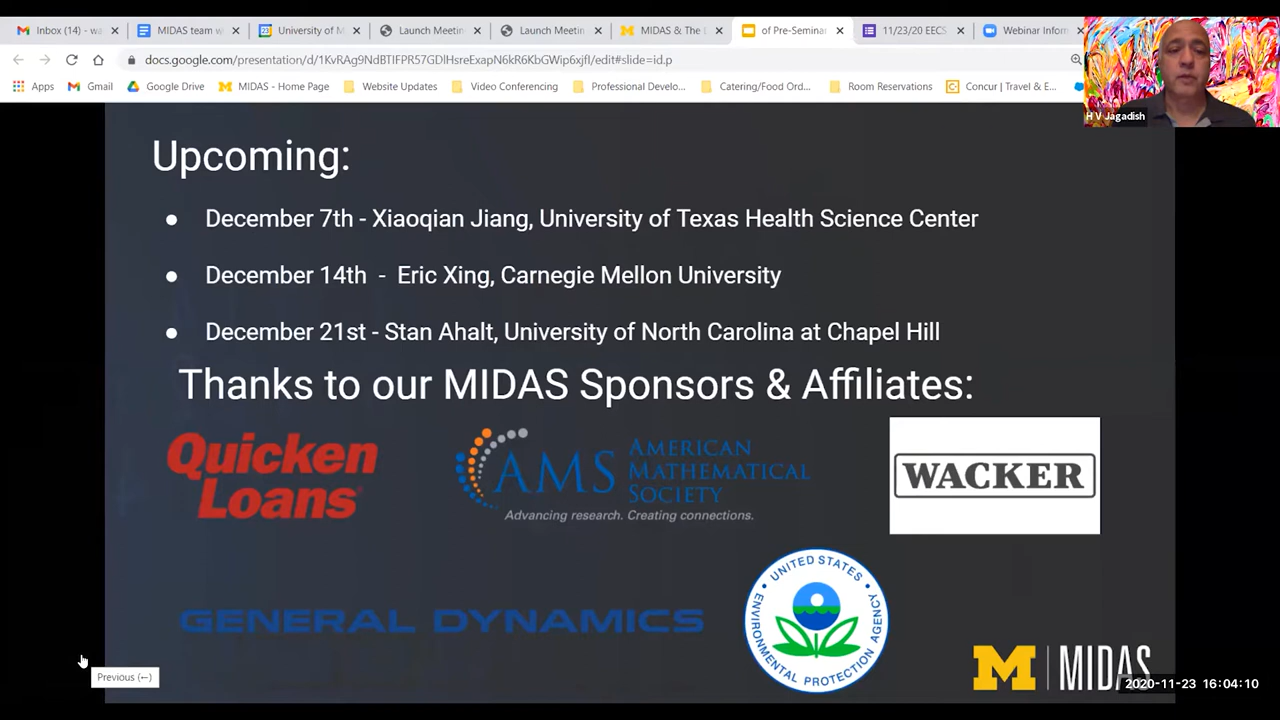 Inbox (14) - wa
MIDAS team w
University of M
Launch Meetin
Launch Meetin
MIDAS & The E
of Pre-Seminar
11/23/20 EECS
Webinar Inform
docs.google.com/presentation/d/1KvRAg9NdBTIFPR57GDlHsreExapN6kR6KbGWip6xjfI/edit#slide=id.p
Apps
Gmail
Google Drive
MIDAS - Home Page
Website Updates
Video Conferencing
Professional Develo...
Catering/Food Ord...
Room Reservations
Concur | Travel & E...
H V Jagadish
Upcoming:
● December 7th - Xiaoqian Jiang, University of Texas Health Science Center
● December 14th - Eric Xing, Carnegie Mellon University
● December 21st - Stan Ahalt, University of North Carolina at Chapel Hill
Thanks to our MIDAS Sponsors & Affiliates:
Quicken
Loans
AMS
AMERICAN
MATHEMATICAL
SOCIETY
Advancing research. Creating connections.
WACKER
GENERAL DYNAMICS
UNITED STATES
ENVIRONMENTAL PROTECTION AGENCY
M | MIDAS
Previous (←)
2020-11-23 16:04:10